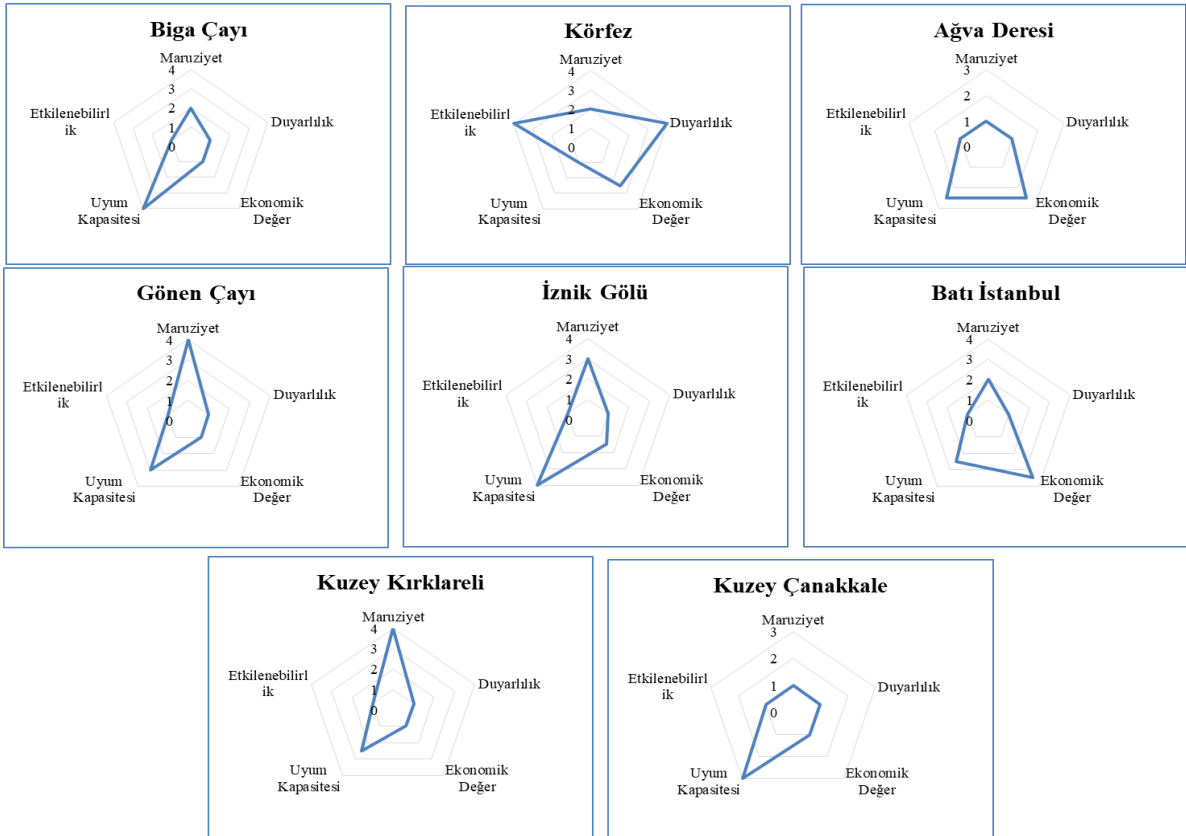 Biga Çayı
Maruziyet
4
3
2
1
0
Etkilenebilirl
ik
Duyarlılık
Uyum
Kapasitesi
Ekonomik
Değer
Körfez
Maruziyet
4
3
2
1
0
Etkilenebilirl
ik
Duyarlılık
Uyum
Kapasitesi
Ekonomik
Değer
Ağva Deresi
Maruziyet
3
2
1
0
Etkilenebilirl
ik
Duyarlılık
Uyum
Kapasitesi
Ekonomik
Değer
Gönen Çayı
Maruziyet
4
3
2
1
0
Etkilenebilirl
ik
Duyarlılık
Uyum
Kapasitesi
Ekonomik
Değer
İznik Gölü
Maruziyet
4
3
2
1
0
Etkilenebilirl
ik
Duyarlılık
Uyum
Kapasitesi
Ekonomik
Değer
Batı İstanbul
Maruziyet
4
3
2
1
0
Etkilenebilirl
ik
Duyarlılık
Uyum
Kapasitesi
Ekonomik
Değer
Kuzey Kırklareli
Maruziyet
4
3
2
1
0
Etkilenebilirl
ik
Duyarlılık
Uyum
Kapasitesi
Ekonomik
Değer
Kuzey Çanakkale
Maruziyet
3
2
1
0
Etkilenebilirl
ik
Duyarlılık
Uyum
Kapasitesi
Ekonomik
Değer